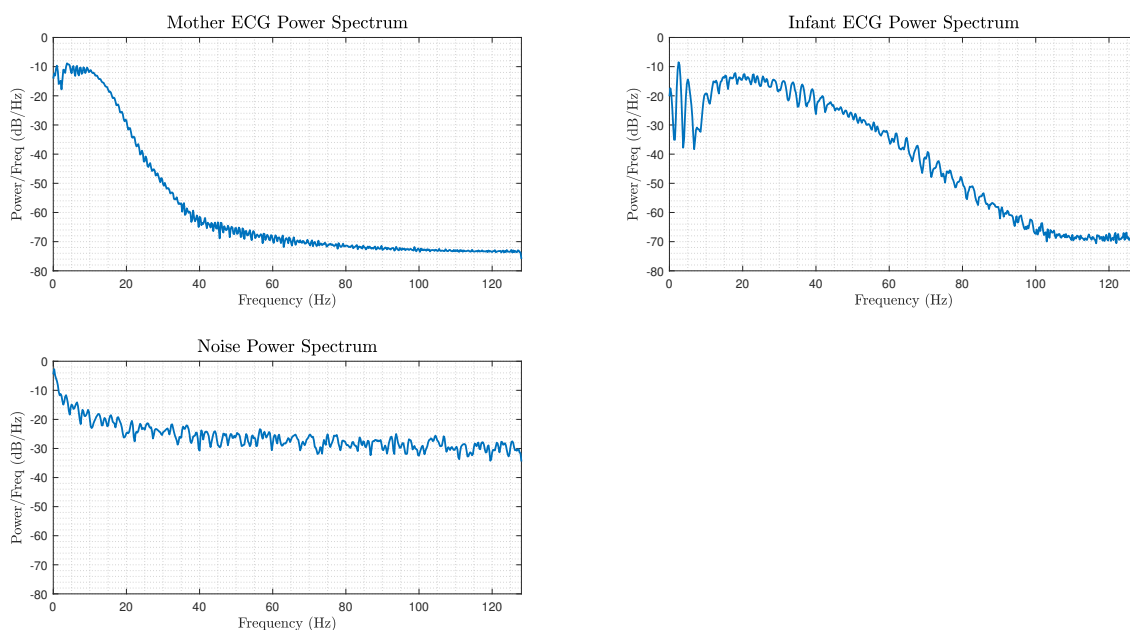 Mother ECG Power Spectrum
0
-10
-20
-30
-40
-50
-60
-70
-80
Power/Freq (dB/Hz)
0 20 40 60 80 100 120
Frequency (Hz)
Infant ECG Power Spectrum
0
-10
-20
-30
-40
-50
-60
-70
-80
Power/Freq (dB/Hz)
0 20 40 60 80 100 120
Frequency (Hz)
Noise Power Spectrum
0
-10
-20
-30
-40
-50
-60
-70
-80
Power/Freq (dB/Hz)
0 20 40 60 80 100 120
Frequency (Hz)